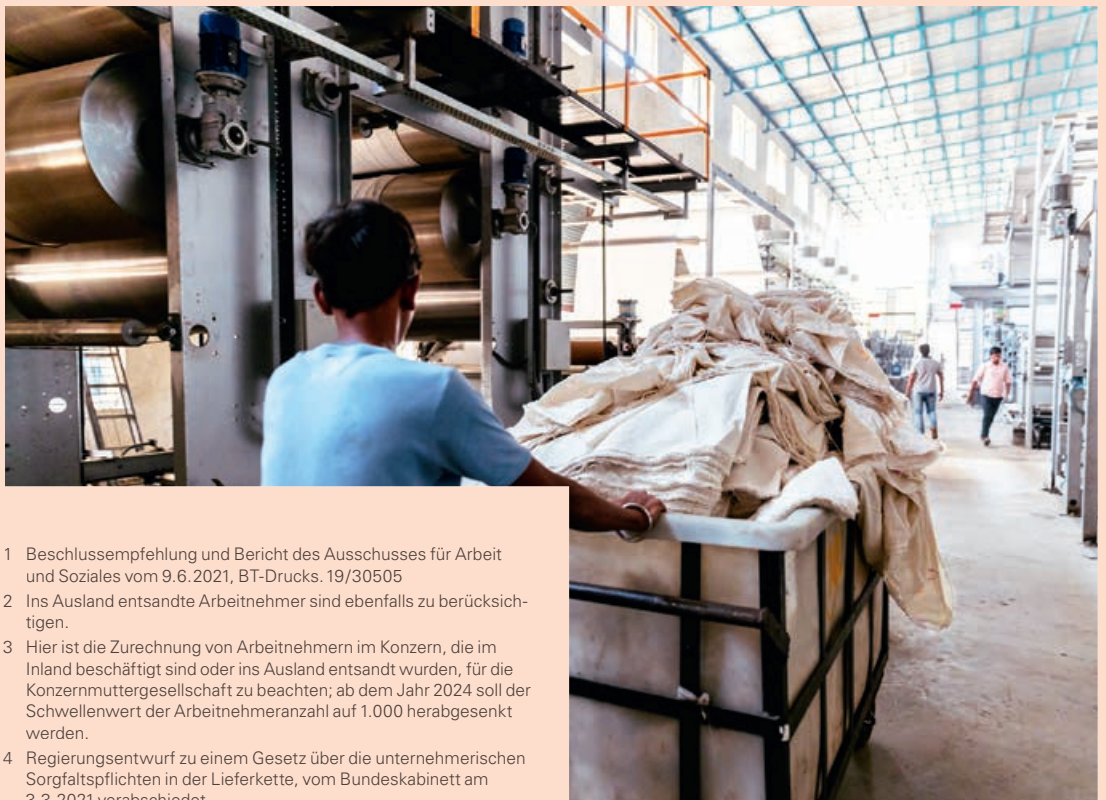 1 Beschlussempfehlung und Bericht des Ausschusses für Arbeit
und Soziales vom 9.6.2021, BT-Drucks. 19/30505
2 Ins Ausland entsandte Arbeitnehmer sind ebenfalls zu berücksich-
tigen.
3 Hier ist die Zurechnung von Arbeitnehmern im Konzern, die im
Inland beschäftigt sind oder ins Ausland entsandt wurden, für die
Konzernmuttergesellschaft zu beachten; ab dem Jahr 2024 soll der
Schwellenwert der Arbeitnehmeranzahl auf 1.000 herabgesenkt
werden.
4 Regierungsentwurf zu einem Gesetz über die unternehmerischen
Sorgfaltspflichten in der Lieferkette, vom Bundeskabinett am
3.3.2021 verabschiedet